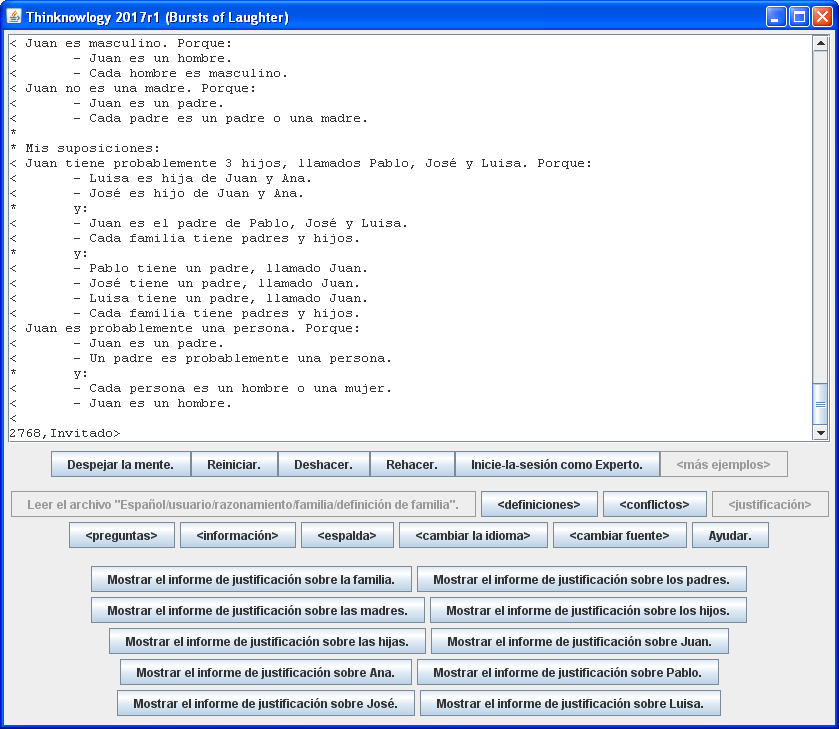 Thinknowlogy 2017r1 (Bursts of Laughter)
< Juan es masculino. Porque:
<       - Juan es un hombre.
<       - Cada hombre es masculino.
< Juan no es una madre. Porque:
<       - Juan es un padre.
<       - Cada padre es un padre o una madre.
*
* Mis suposiciones:
< Juan tiene probablemente 3 hijos, llamados Pablo, José y Luisa. Porque:
<       - Luisa es hija de Juan y Ana.
<       - José es hijo de Juan y Ana.
*       y:
<       - Juan es el padre de Pablo, José y Luisa.
<       - Cada familia tiene padres y hijos.
*       y:
<       - Pablo tiene un padre, llamado Juan.
<       - José tiene un padre, llamado Juan.
<       - Luisa tiene un padre, llamado Juan.
<       - Cada familia tiene padres y hijos.
< Juan es probablemente una persona. Porque:
<       - Juan es un padre.
<       - Un padre es probablemente una persona.
*       y:
<       - Cada persona es un hombre o una mujer.
<       - Juan es un hombre.
<
2768,Invitado>
Despejar la mente. Reiniciar. Deshacer. Rehacer. Inicie-la-sesión como Experto. <más ejemplos>
Leer el archivo "Español/usuario/razonamiento/familia/definición de familia". <definiciones> <conflictos> <justificación>
<preguntas> <información> <espalda> <cambiar la idioma> <cambiar fuente> Ayudar.
Mostrar el informe de justificación sobre la familia. Mostrar el informe de justificación sobre los padres.
Mostrar el informe de justificación sobre las madres. Mostrar el informe de justificación sobre los hijos.
Mostrar el informe de justificación sobre las hijas. Mostrar el informe de justificación sobre Juan.
Mostrar el informe de justificación sobre Ana. Mostrar el informe de justificación sobre Pablo.
Mostrar el informe de justificación sobre José. Mostrar el informe de justificación sobre Luisa.